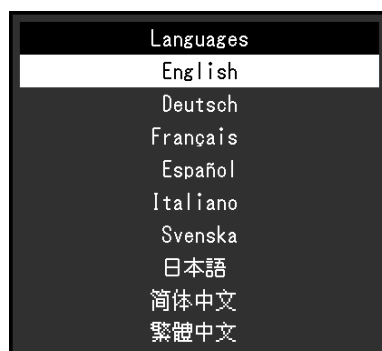 Languages
English
Deutsch
Français
Español
Italiano
Svenska
日本語
简体中文
繁體中文